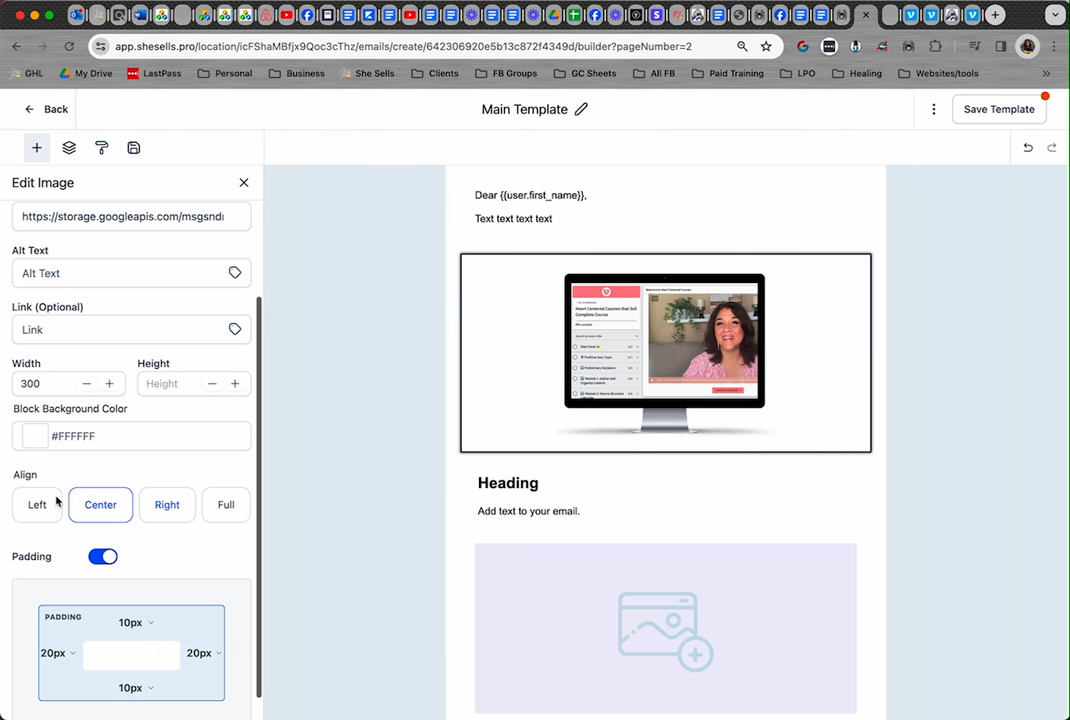 app.shesells.pro/location/icFShaMBfjx9Qoc3cThz/emails/create/642306920e5b13c872f4349d/builder?pageNumber=2
GHL
My Drive
LastPass
Personal
Business
She Sells
Clients
FB Groups
GC Sheets
All FB
Paid Training
LPO
Healing
Websites/tools
Back
Main Template
Save Template
Edit Image
https://storage.googleapis.com/msgsndr
Alt Text
Alt Text
Link (Optional)
Link
Width
Height
300
Height
Block Background Color
#FFFFFF
Align
Left
Center
Right
Full
Padding
PADDING
10px
20px
20px
10px
Dear {{user.first_name}},
Text text text text
Heart Centered Courses that Sell
Complete Course
Heading
Add text to your email.